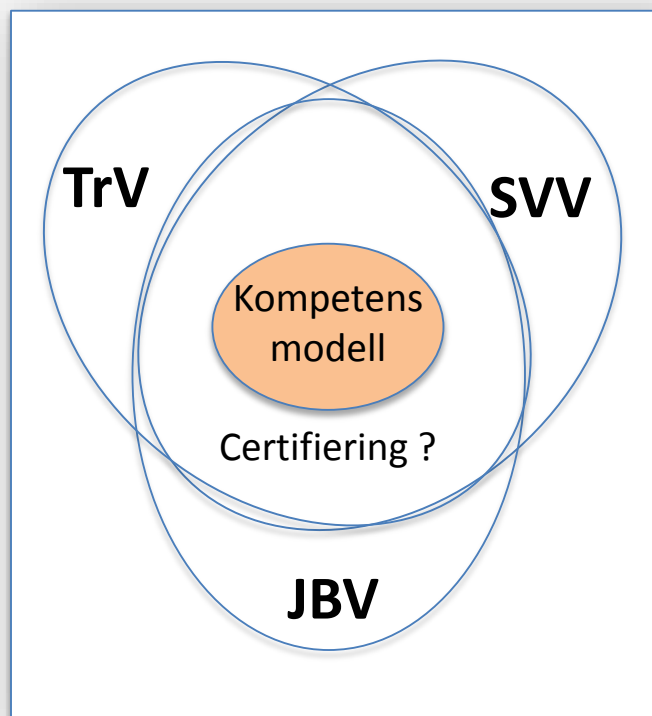 TrV
SVV
Kompetens
modell
Certifiering ?
JBV